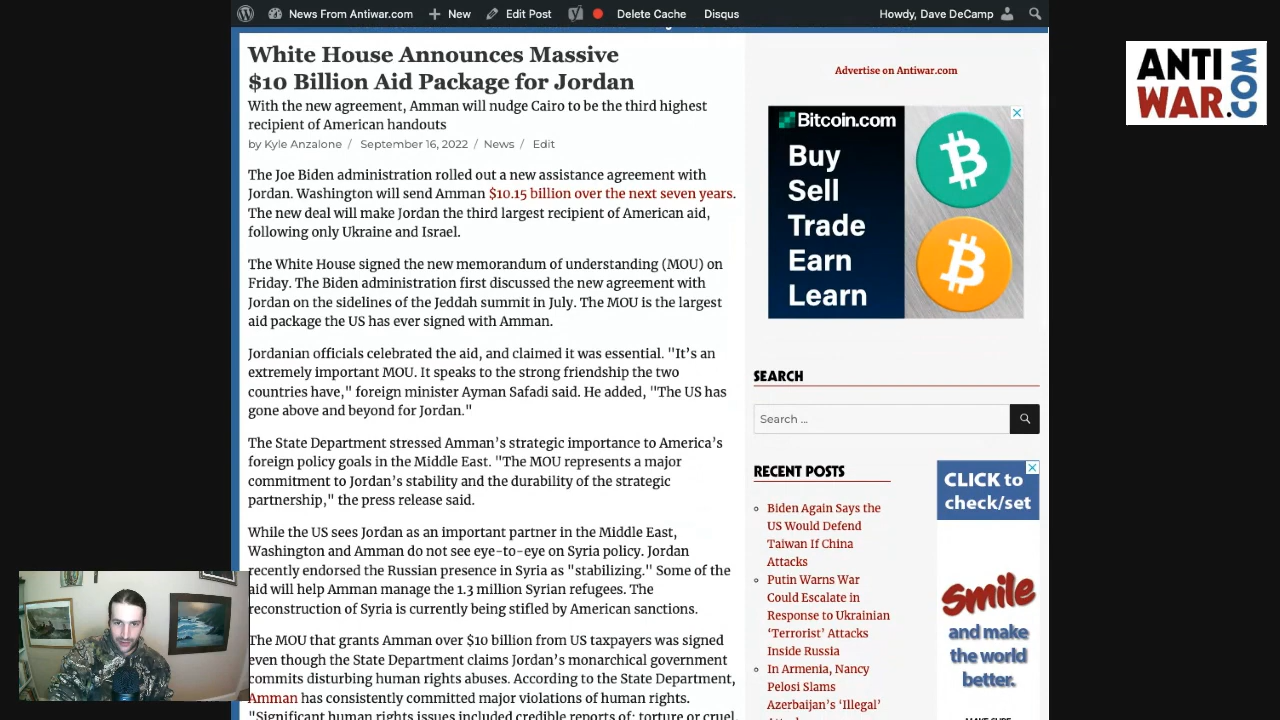 News From Antiwar.com
New
Edit Post
Delete Cache
Disqus
Howdy, Dave DeCamp
White House Announces Massive
$10 Billion Aid Package for Jordan
With the new agreement, Amman will nudge Cairo to be the third highest
recipient of American handouts
by Kyle Anzalone / September 16, 2022 / News / Edit
The Joe Biden administration rolled out a new assistance agreement with
Jordan. Washington will send Amman $10.15 billion over the next seven years.
The new deal will make Jordan the third largest recipient of American aid,
following only Ukraine and Israel.
The White House signed the new memorandum of understanding (MOU) on
Friday. The Biden administration first discussed the new agreement with
Jordan on the sidelines of the Jeddah summit in July. The MOU is the largest
aid package the US has ever signed with Amman.
Jordanian officials celebrated the aid, and claimed it was essential. "It’s an
extremely important MOU. It speaks to the strong friendship the two
countries have," foreign minister Ayman Safadi said. He added, "The US has
gone above and beyond for Jordan."
The State Department stressed Amman’s strategic importance to America’s
foreign policy goals in the Middle East. "The MOU represents a major
commitment to Jordan’s stability and the durability of the strategic
partnership," the press release said.
While the US sees Jordan as an important partner in the Middle East,
Washington and Amman do not see eye-to-eye on Syria policy. Jordan
recently endorsed the Russian presence in Syria as "stabilizing." Some of the
aid will help Amman manage the 1.3 million Syrian refugees. The
reconstruction of Syria is currently being stifled by American sanctions.
The MOU that grants Amman over $10 billion from US taxpayers was signed
even though the State Department claims Jordan’s monarchical government
commits disturbing human rights abuses. According to the State Department,
Amman has consistently committed major violations of human rights.
"Significant human rights issues included credible reports of: torture or cruel,
Advertise on Antiwar.com
Bitcoin.com
Buy
Sell
Trade
Earn
Learn
SEARCH
Search ...
RECENT POSTS
Biden Again Says the
US Would Defend
Taiwan If China
Attacks
Putin Warns War
Could Escalate in
Response to Ukrainian
‘Terrorist’ Attacks
Inside Russia
In Armenia, Nancy
Pelosi Slams
Azerbaijan’s ‘Illegal’
CLICK to
check/set
Smile
and make
the world
better.
ANTI
WAR.COM